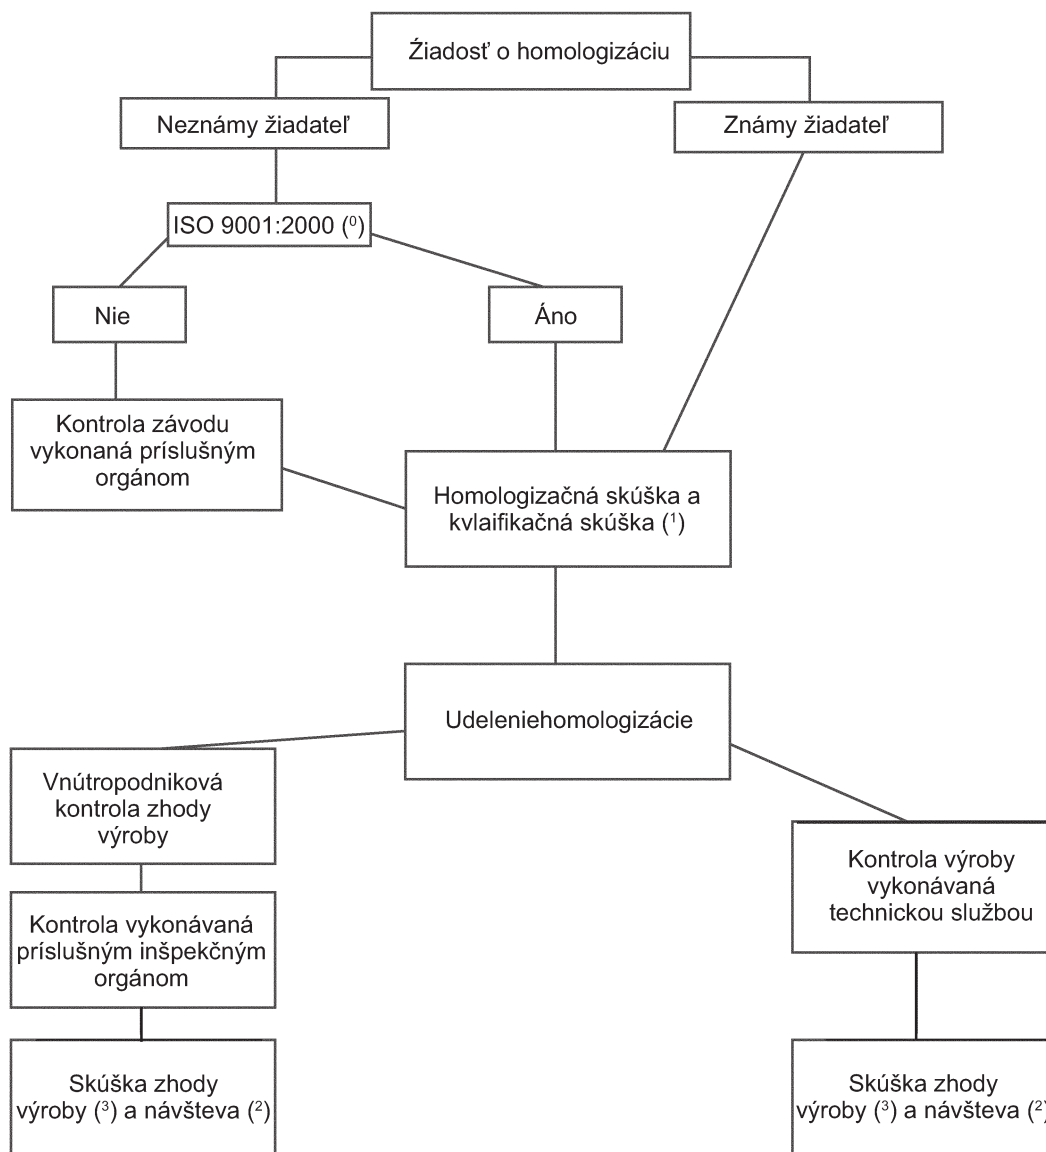 Źiadosť o homologizáciu
Neznámy žiadateľ
Známy žiadateľ
ISO 9001:2000 (⁰)
Nie
Áno
Kontrola závodu
vykonaná príslušným
orgánom
Homologizačná skúška a
kvlaifikačná skúška (¹)
Udeleniehomologizácie
Vnútropodniková
kontrola zhody
výroby
Kontrola výroby
vykonávaná
technickou službou
Kontrola vykonávaná
príslušným inšpekčným
orgánom
Skúška zhody
výroby (³) a návšteva (²)
Skúška zhody
výroby (³) a návšteva (²)